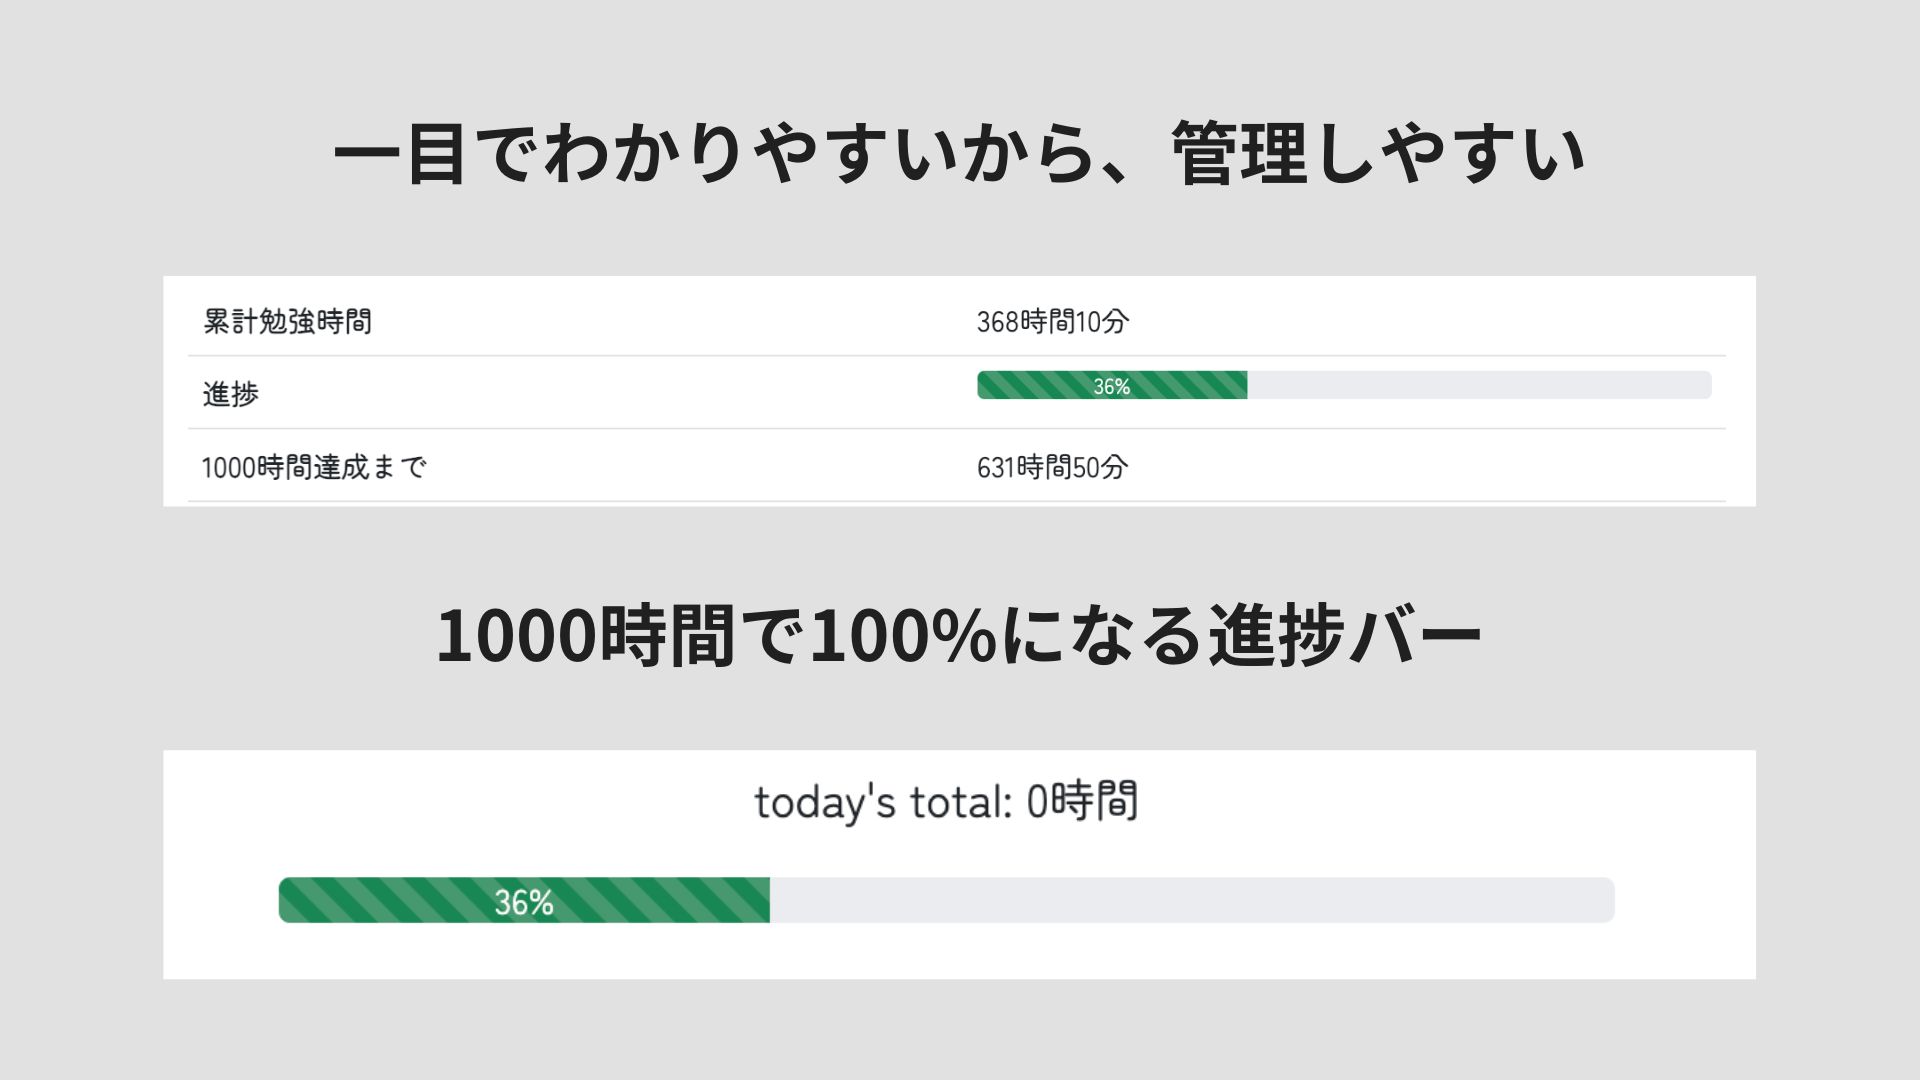 一目でわかりやすいから、管理しやすい
累計勉強時間 368時間10分
進捗 36%
1000時間達成まで 631時間50分
1000時間で100%になる進捗バー
today's total: 0時間
36%